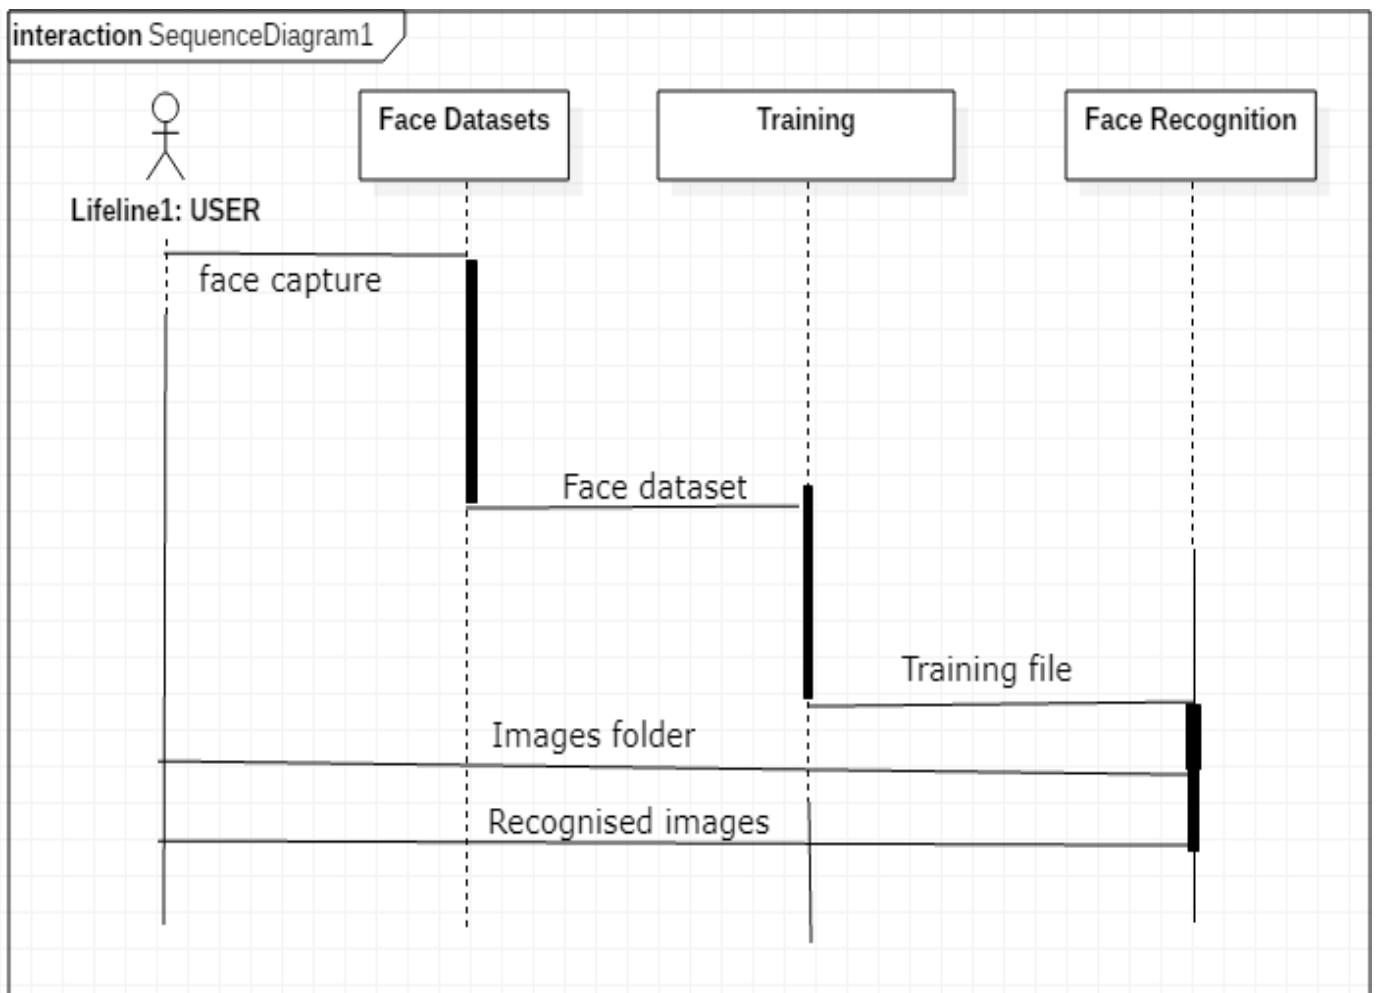 interaction SequenceDiagram1
Face Datasets
Training
Face Recognition
Lifeline1: USER
face capture
Face dataset
Training file
Images folder
Recognised images